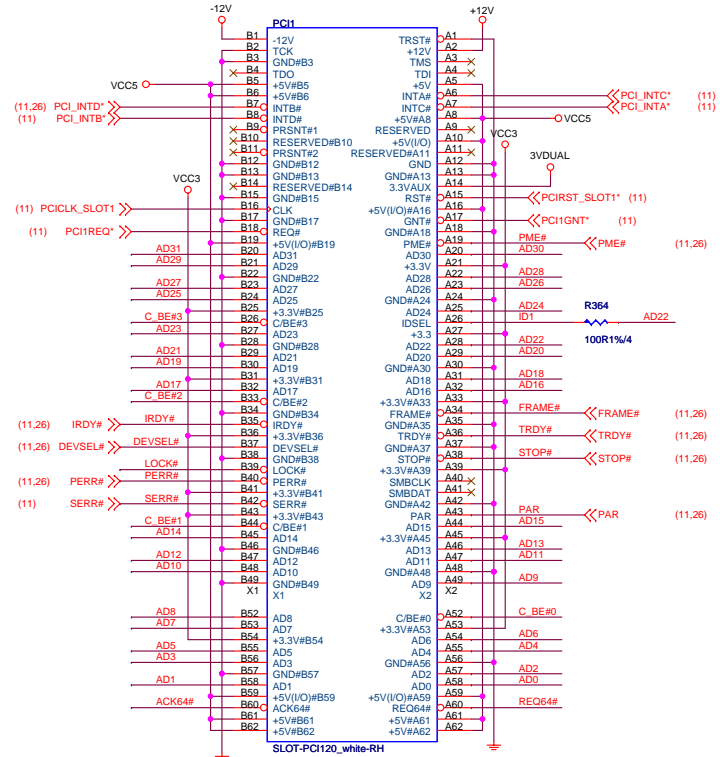 -12V
+12V
PCI1
B1 -12V TRST# A1
B2 TCK +12V A2
B3 GND#B3 TMS A3
B4 TDO TDI A4
VCC5 B5 +5V#B5 +5V A5
B6 +5V#B6 INTA# A6 PCI_INTC* (11)
(11,26) PCI_INTD* B7 INTB# INTC# A7 PCI_INTA* (11)
(11) PCI_INTB* B8 INTD# +5V#A8 A8 VCC5
B9 PRSNT#1 RESERVED A9
B10 RESERVED#B10 +5V(I/O) A10
B11 PRSNT#2 RESERVED#A11 A11 VCC3
B12 GND#B12 GND A12 3VDUAL
B13 GND#B13 GND#A13 A13
VCC3 B14 RESERVED#B14 3.3VAUX A14
B15 GND#B15 RST# A15 PCIRST_SLOT1* (11)
(11) PCICLK_SLOT1 B16 CLK +5V(I/O)#A16 A16
B17 GND#B17 GNT# A17 PCI1GNT* (11)
(11) PCI1REQ* B18 REQ# GND#A18 A18
B19 +5V(I/O)#B19 PME# A19 PME# PME# (11,26)
AD31 B20 AD31 AD30 A20 AD30
AD29 B21 AD29 +3.3V A21
B22 GND#B22 AD28 A22 AD28
AD27 B23 AD27 AD26 A23 AD26
AD25 B24 AD25 GND#A24 A24
B25 +3.3V#B25 AD24 A25 AD24 R364
C_BE#3 B26 C/BE#3 IDSEL A26 ID1 AD22
AD23 B27 AD23 +3.3 A27 100R1%/4
B28 GND#B28 AD22 A28 AD22
AD21 B29 AD21 AD20 A29 AD20
AD19 B30 AD19 GND#A30 A30
B31 +3.3V#B31 AD18 A31 AD18
AD17 B32 AD17 AD16 A32 AD16
C_BE#2 B33 C/BE#2 +3.3V#A33 A33
B34 GND#B34 FRAME# A34 FRAME# FRAME# (11,26)
(11,26) IRDY# IRDY# B35 IRDY# GND#A35 A35
B36 +3.3V#B36 TRDY# A36 TRDY# TRDY# (11,26)
(11,26) DEVSEL# DEVSEL# B37 DEVSEL# GND#A37 A37
B38 GND#B38 STOP# A38 STOP# STOP# (11,26)
LOCK# B39 LOCK# +3.3V#A39 A39
(11,26) PERR# PERR# B40 PERR# SMBCLK A40
B41 +3.3V#B41 SMBDAT A41
(11) SERR# SERR# B42 SERR# GND#A42 A42
B43 +3.3V#B43 PAR A43 PAR PAR (11,26)
C_BE#1 B44 C/BE#1 AD15 A44 AD15
AD14 B45 AD14 +3.3V#A45 A45
B46 GND#B46 AD13 A46 AD13
AD12 B47 AD12 AD11 A47 AD11
AD10 B48 AD10 GND#A48 A48
B49 GND#B49 AD9 A49 AD9
X1 X1 X2 X2
AD8 B52 AD8 C/BE#0 A52 C_BE#0
AD7 B53 AD7 +3.3V#A53 A53
B54 +3.3V#B54 AD6 A54 AD6
AD5 B55 AD5 AD4 A55 AD4
AD3 B56 AD3 GND#A56 A56
B57 GND#B57 AD2 A57 AD2
AD1 B58 AD1 AD0 A58 AD0
B59 +5V(I/O)#B59 +5V(I/O)#A59 A59
ACK64# B60 ACK64# REQ64# A60 REQ64#
B61 +5V#B61 +5V#A61 A61
B62 +5V#B62 +5V#A62 A62
SLOT-PCI120_white-RH